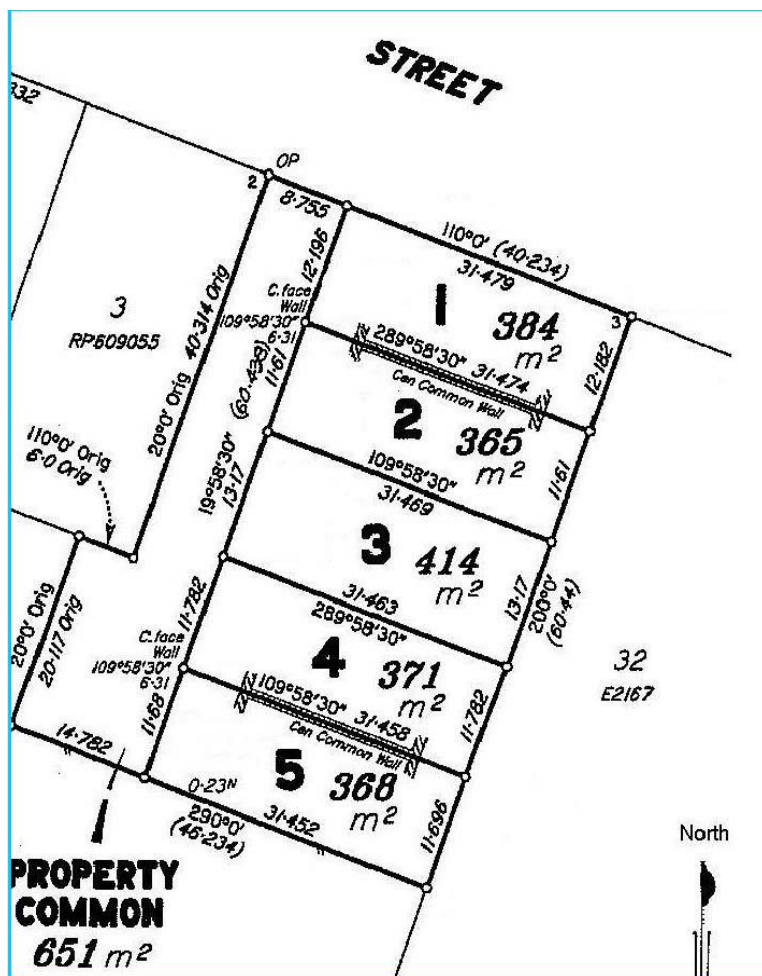 STREET
332
OP
2
8·755
110°0' (40·234)
31·479
12·196
1 384
m²
3
12·182
3
RP609055
40·314 Orig
20°0' Orig
C.face
Wall
109°58'30"
6·31
289°58'30" 31·474
Cen Common Wall
(60·438)
11·61
2 365
m²
11·61
110°0' Orig
6·0 Orig
109°58'30"
31·469
19°58'30"
13·17
3 414
m²
13·17
200°0'
(60·44)
31·463
289°58'30"
20°0' Orig
20·117 Orig
11·782
C.face
Wall
109°58'30"
6·31
4 371
m²
11·782
32
E2167
109°58'30" 31·458
Cen Common Wall
11·68
14·782
5 368
m²
0·23N
31·452
290°0'
(46·234)
11·696
North
PROPERTY
COMMON
651 m²